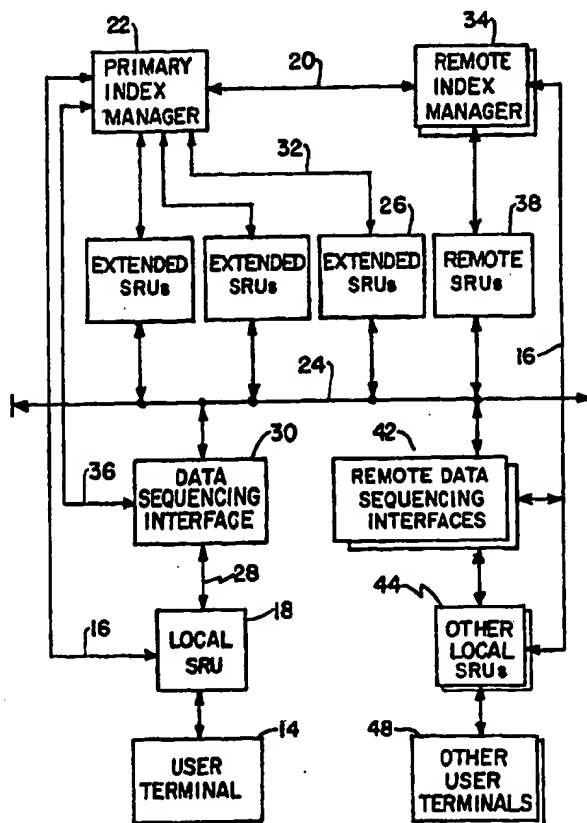 22
34
PRIMARY
INDEX
MANAGER
20
REMOTE
INDEX
MANAGER
32
26
38
EXTENDED
SRUs
EXTENDED
SRUs
EXTENDED
SRUs
REMOTE
SRUs
16
24
30
42
36
DATA
SEQUENCING
INTERFACE
REMOTE DATA
SEQUENCING
INTERFACES
28
18
44
16
LOCAL
SRU
OTHER
LOCAL
SRUs
14
48
USER
TERMINAL
OTHER
USER
TERMINALS